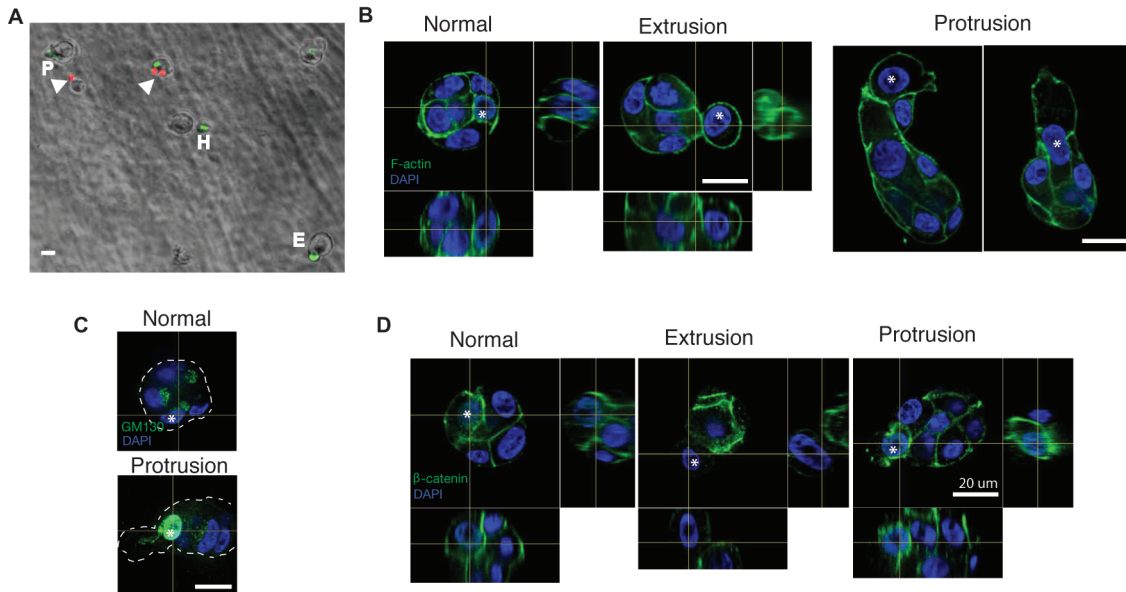 A
P
H
E
B
Normal
Extrusion
Protrusion
*
*
*
*
F-actin
DAPI
C
Normal
*
GM130
DAPI
Protrusion
*
D
Normal
Extrusion
Protrusion
*
*
*
β-catenin
DAPI
20 um